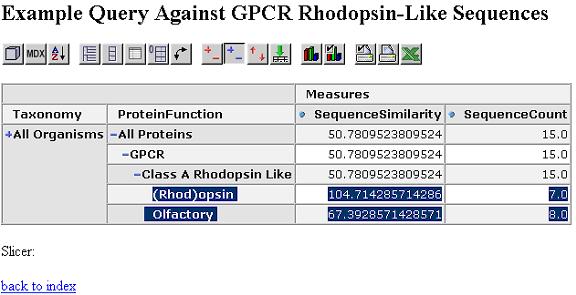 Example Query Against GPCR Rhodopsin-Like Sequences
MDX
Measures
Taxonomy ProteinFunction SequenceSimilarity SequenceCount
+All Organisms −All Proteins 50.7809523809524 15.0
−GPCR 50.7809523809524 15.0
−Class A Rhodopsin Like 50.7809523809524 15.0
(Rhod)opsin 104.714285714286 7.0
Olfactory 67.3928571428571 8.0
Slicer:
back to index